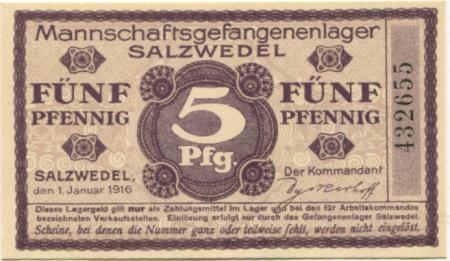 Mannschaftsgefangenenlager
SALZWEDEL
FÜNF
PFENNIG
5
Pfg.
FÜNF
PFENNIG
432655
SALZWEDEL,
den 1. Januar 1916
Der Kommandant
Dieses Lagergeld gilt nur als Zahlungsmittel im Lager und bei den für Arbeitskommandos
bezeichneten Verkaufsstellen. Einlösung erfolgt nur durch das Gefangenenlager Salzwedel.
Scheine, bei denen die Nummer ganz oder teilweise fehlt, werden nicht eingelöst.